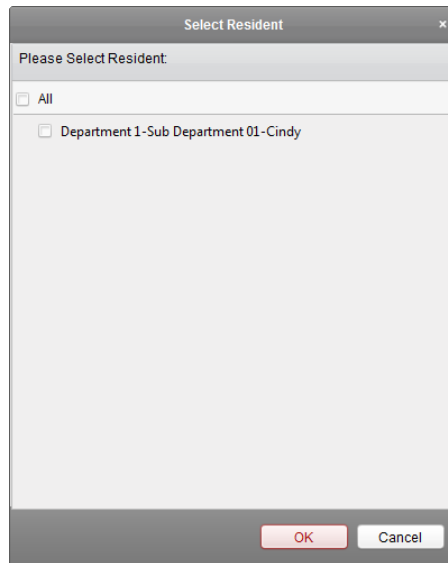 Select Resident ×
Please Select Resident:
All
Department 1-Sub Department 01-Cindy
OK Cancel